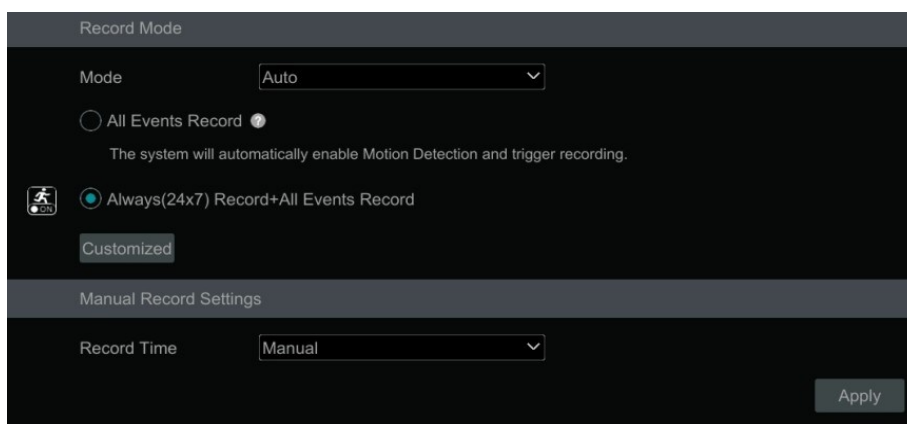 Record Mode
Mode Auto
All Events Record ?
The system will automatically enable Motion Detection and trigger recording.
ON
Always(24x7) Record+All Events Record
Customized
Manual Record Settings
Record Time Manual
Apply